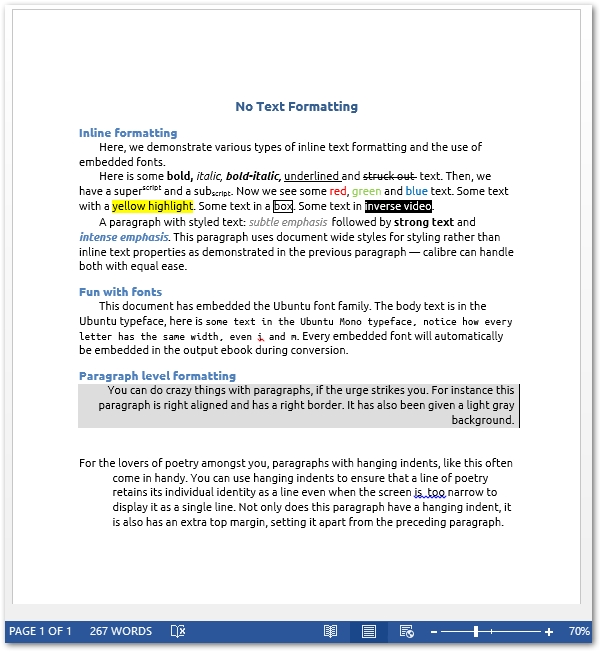 No Text Formatting
Inline formatting
Here, we demonstrate various types of inline text formatting and the use of
embedded fonts.
Here is some bold, italic, bold-italic, underlined and struck out text. Then, we
have a superscript and a subscript. Now we see some red, green and blue text. Some text
with a yellow highlight. Some text in a box. Some text in inverse video.
A paragraph with styled text: subtle emphasis followed by strong text and
intense emphasis. This paragraph uses document wide styles for styling rather than
inline text properties as demonstrated in the previous paragraph — calibre can handle
both with equal ease.
Fun with fonts
This document has embedded the Ubuntu font family. The body text is in the
Ubuntu typeface, here is some text in the Ubuntu Mono typeface, notice how every
letter has the same width, even i and m. Every embedded font will automatically
be embedded in the output ebook during conversion.
Paragraph level formatting
You can do crazy things with paragraphs, if the urge strikes you. For instance this
paragraph is right aligned and has a right border. It has also been given a light gray
background.
For the lovers of poetry amongst you, paragraphs with hanging indents, like this often
come in handy. You can use hanging indents to ensure that a line of poetry
retains its individual identity as a line even when the screen is too narrow to
display it as a single line. Not only does this paragraph have a hanging indent, it
is also has an extra top margin, setting it apart from the preceding paragraph.
PAGE 1 OF 1 267 WORDS 70%